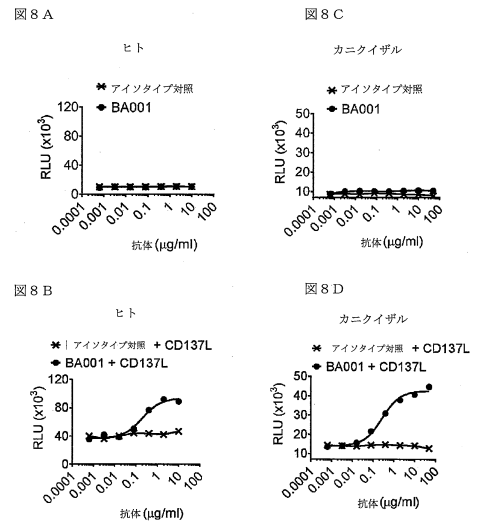 図８Ａ
ヒト
アイソタイプ対照
BA001
RLU (x10³)
120
80
40
0
0.0001
0.001
0.01
0.1
1
10
100
抗体 (μg/ml)
図８Ｃ
カニクイザル
アイソタイプ対照
BA001
RLU (x10³)
50
40
30
20
10
0.0001
0.001
0.01
0.1
1
10
100
抗体 (μg/ml)
図８Ｂ
ヒト
アイソタイプ対照 + CD137L
BA001 + CD137L
RLU (x10³)
120
80
40
0
0.0001
0.001
0.01
0.1
1
10
100
抗体 (μg/ml)
図８Ｄ
カニクイザル
アイソタイプ対照 + CD137L
BA001 + CD137L
RLU (x10³)
50
40
30
20
10
0.0001
0.001
0.01
0.1
1
10
100
抗体 (μg/ml)